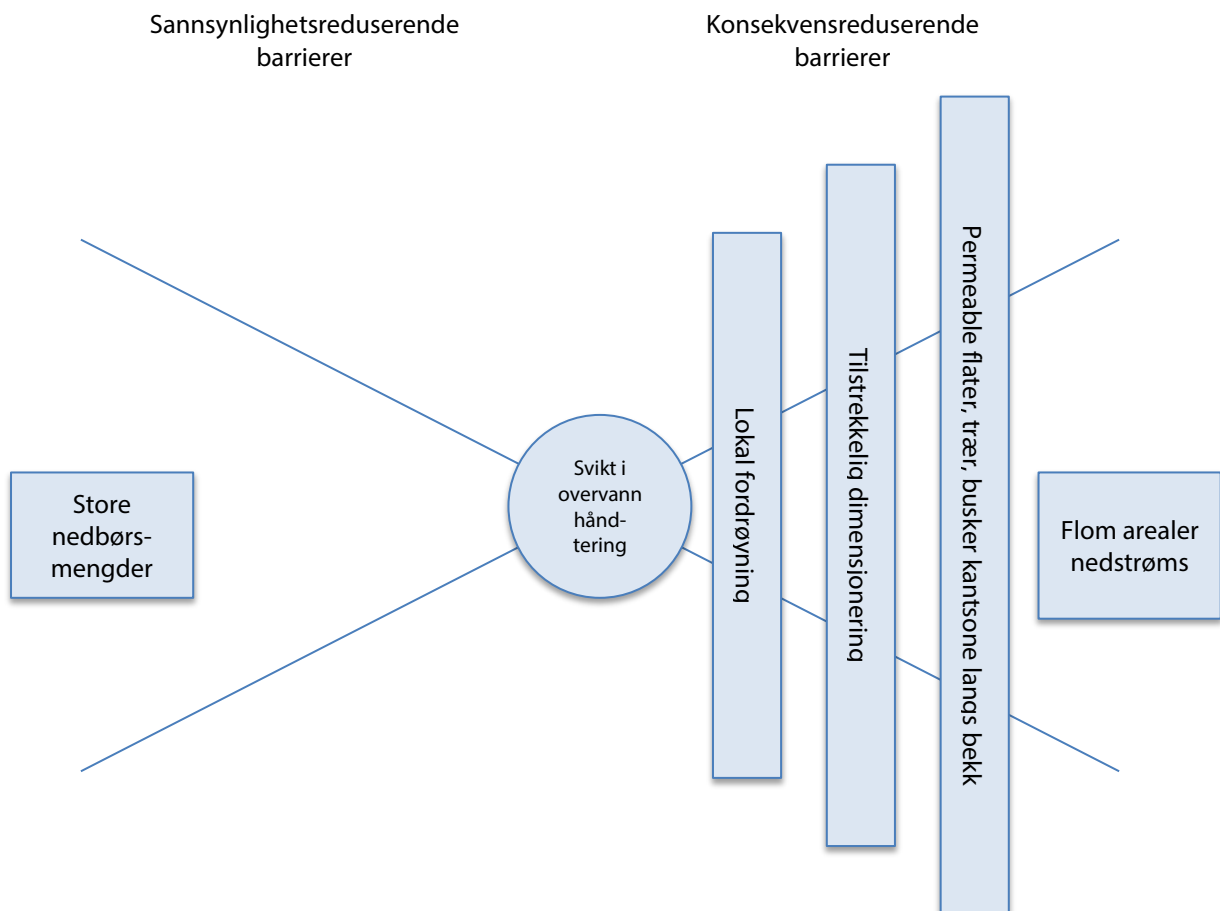 Sannsynlighetsreduserende
barrierer
Konsekvensreduserende
barrierer
Store
nedbørs-
mengder
Svikt i
overvann
hånd-
tering
Lokal fordrøyning
Tilstrekkelig dimensjonering
Permeable flater, trær, busker kantsone langs bekk
Flom arealer
nedstrøms